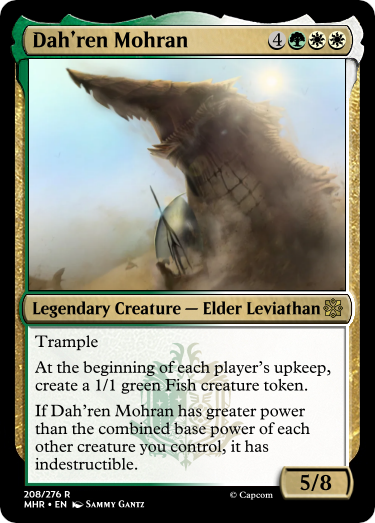 Dah'ren Mohran 4
Legendary Creature — Elder Leviathan
Trample
At the beginning of each player's upkeep,
create a 1/1 green Fish creature token.
If Dah'ren Mohran has greater power
than the combined base power of each
other creature you control, it has
indestructible.
5/8
208/276 R
MHR • EN Sammy Gantz
© Capcom